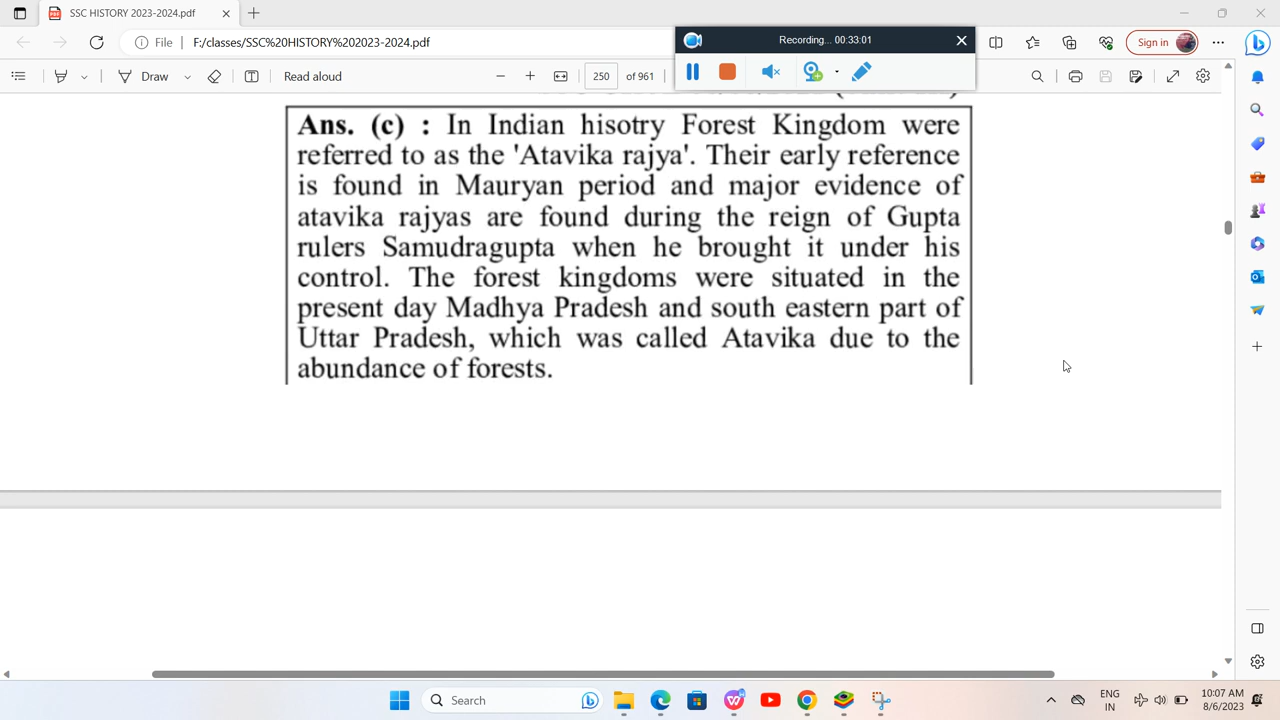 SSC HISTORY 2023-2024.pdf
File
F:/classes/SSC%20HISTORY%202023-2024.pdf
Recording... 00:33:01
Sign in
Draw
Read aloud
250 of 961
Ans. (c) : In Indian hisotry Forest Kingdom were
referred to as the 'Atavika rajya'. Their early reference
is found in Mauryan period and major evidence of
atavika rajyas are found during the reign of Gupta
rulers Samudragupta when he brought it under his
control. The forest kingdoms were situated in the
present day Madhya Pradesh and south eastern part of
Uttar Pradesh, which was called Atavika due to the
abundance of forests.
Search
ENG
IN
10:07 AM
8/6/2023